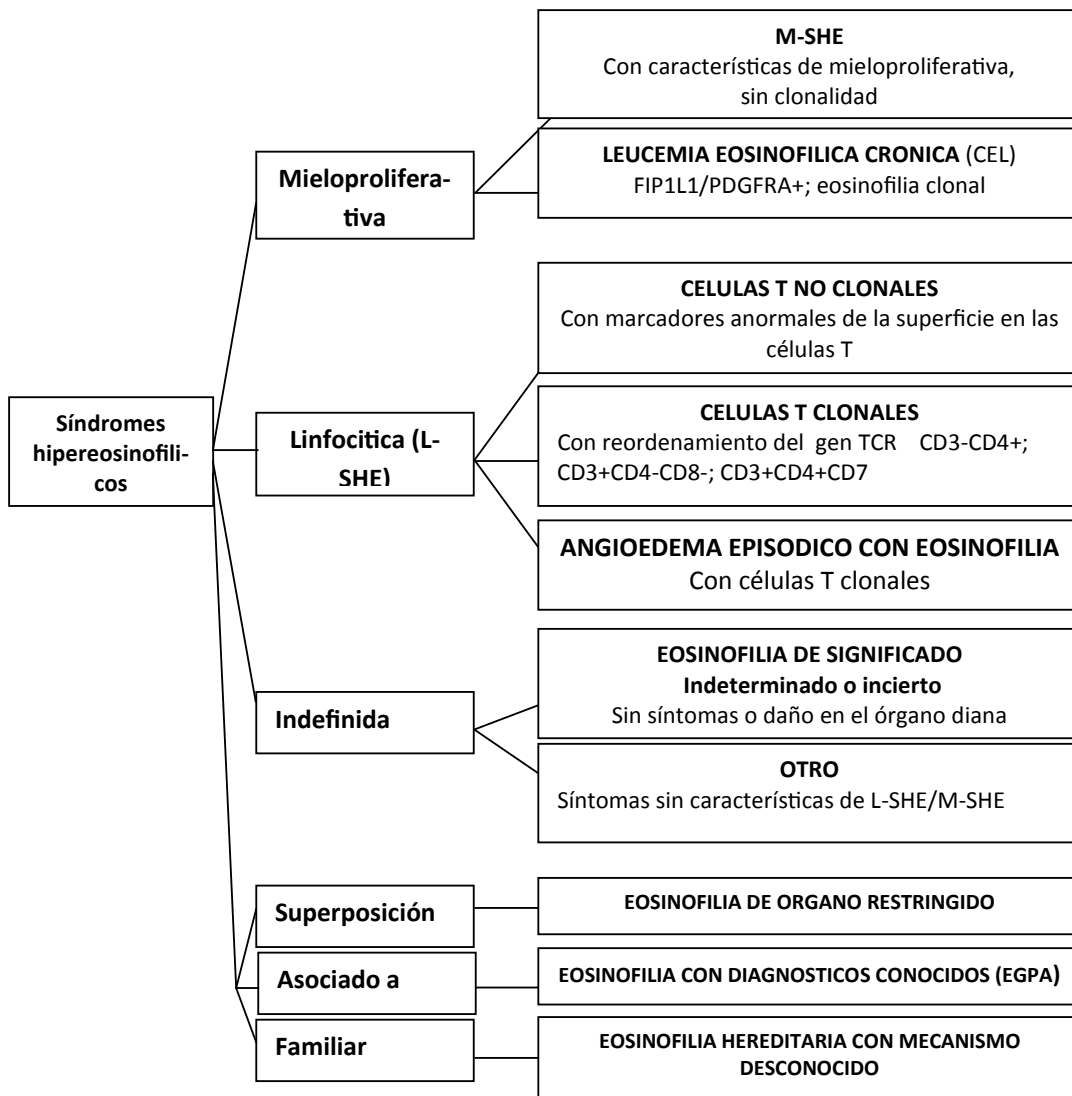 M-SHE
Con características de mieloproliferativa,
sin clonalidad
LEUCEMIA EOSINOFILICA CRONICA (CEL)
FIP1L1/PDGFRA+; eosinofilia clonal
Mieloprolifera-
tiva
CELULAS T NO CLONALES
Con marcadores anormales de la superficie en las
células T
Síndromes
hipereosinofili-
cos
Linfocitica (L-
SHE)
CELULAS T CLONALES
Con reordenamiento del gen TCR CD3-CD4+;
CD3+CD4-CD8-; CD3+CD4+CD7
ANGIOEDEMA EPISODICO CON EOSINOFILIA
Con células T clonales
Indefinida
EOSINOFILIA DE SIGNIFICADO
Indeterminado o incierto
Sin síntomas o daño en el órgano diana
OTRO
Síntomas sin características de L-SHE/M-SHE
Superposición
EOSINOFILIA DE ORGANO RESTRINGIDO
Asociado a
EOSINOFILIA CON DIAGNOSTICOS CONOCIDOS (EGPA)
Familiar
EOSINOFILIA HEREDITARIA CON MECANISMO
DESCONOCIDO